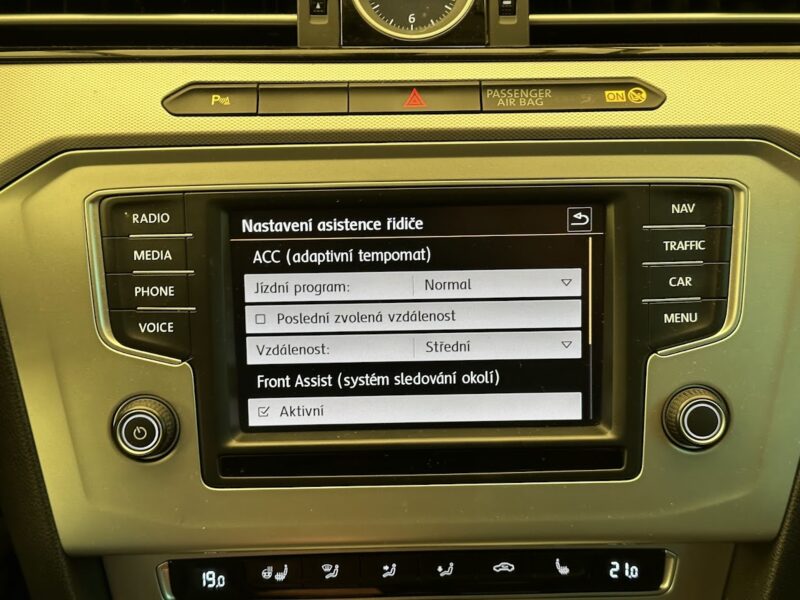 6
P
PASSENGER
AIR BAG
ON
RADIO
MEDIA
PHONE
VOICE
Nastavení asistence řidiče
ACC (adaptivní tempomat)
Jízdní program: Normal
Poslední zvolená vzdálenost
Vzdálenost: Střední
Front Assist (systém sledování okolí)
Aktivní
NAV
TRAFFIC
CAR
MENU
19.0
21.0